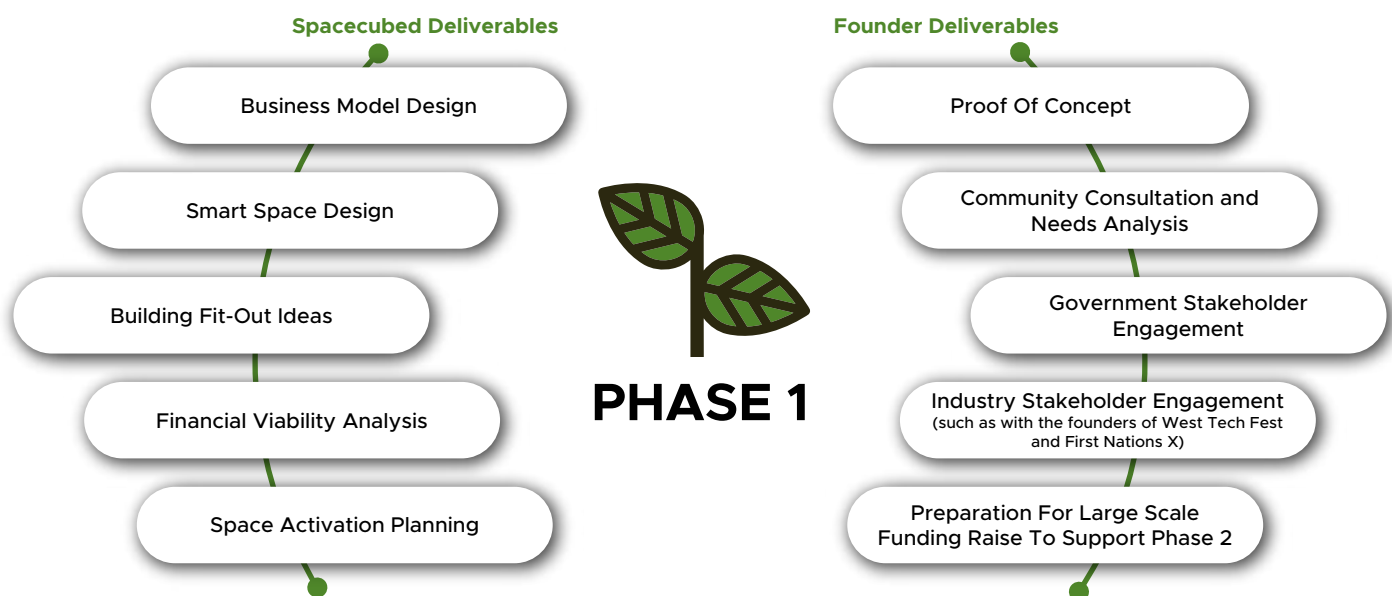 Spacecubed Deliverables
Business Model Design
Smart Space Design
Building Fit-Out Ideas
Financial Viability Analysis
Space Activation Planning
PHASE 1
Founder Deliverables
Proof Of Concept
Community Consultation and
Needs Analysis
Government Stakeholder
Engagement
Industry Stakeholder Engagement
(such as with the founders of West Tech Fest
and First Nations X)
Preparation For Large Scale
Funding Raise To Support Phase 2